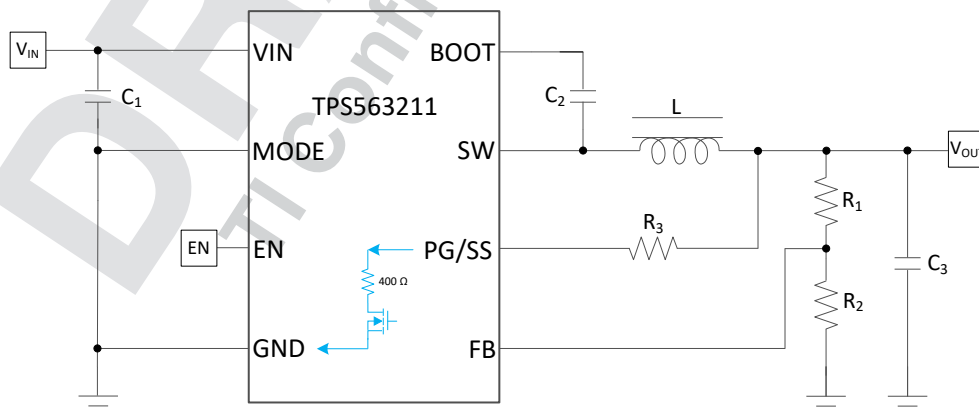 VIN
VIN
BOOT
C1
TPS563211
C2
L
MODE
SW
VOUT
R1
EN
EN
PG/SS
R3
400 Ω
C3
R2
GND
FB